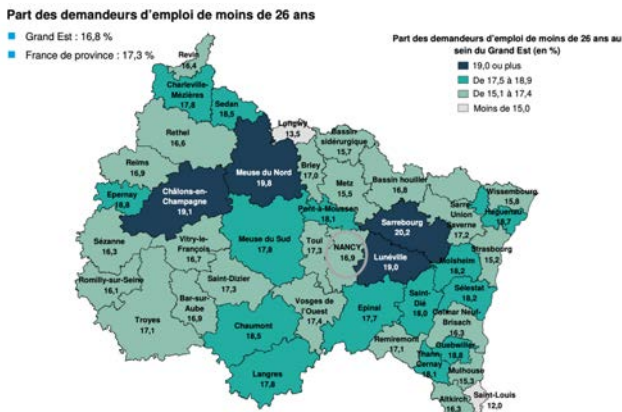 Part des demandeurs d'emploi de moins de 26 ans
Grand Est : 16,8 %
France de province : 17,3 %
Part des demandeurs d'emploi de moins de 26 ans au
sein du Grand Est (en %)
19,0 ou plus
De 17,5 à 18,9
De 15,1 à 17,4
Moins de 15,0
Revin
16,4
Charleville-
Mézières
17,8
Sedan
18,5
Longwy
13,5
Rethel
16,6
Bassin
sidérurgique
15,7
Meuse du Nord
19,8
Briey
17,0
Metz
15,5
Bassin houiller
16,8
Wissembourg
15,8
Reims
16,9
Epernay
18,8
Châlons-en-
Champagne
19,1
Pont-à-Mousson
18,1
Sarrebourg
20,2
Sarre-
Union
Saverne
17,2
Haguenau
18,7
Sézanne
16,3
Vitry-le-
François
16,7
Meuse du Sud
17,8
Toul
17,3
NANCY
16,9
Lunéville
19,0
Molsheim
18,2
Strasbourg
15,2
Romilly-sur-Seine
16,1
Saint-Dizier
17,3
Sélestat
18,2
Troyes
17,1
Bar-sur-
Aube
16,9
Vosges de
l'Ouest
17,4
Epinal
17,7
Saint-
Dié
18,0
Colmar Neuf-
Brisach
16,3
Chaumont
18,5
Remiremont
17,1
Guebwiller
18,8
Thann-
Cernay
18,1
Mulhouse
15,3
Langres
17,8
Altkirch
16,3
Saint-Louis
12,0